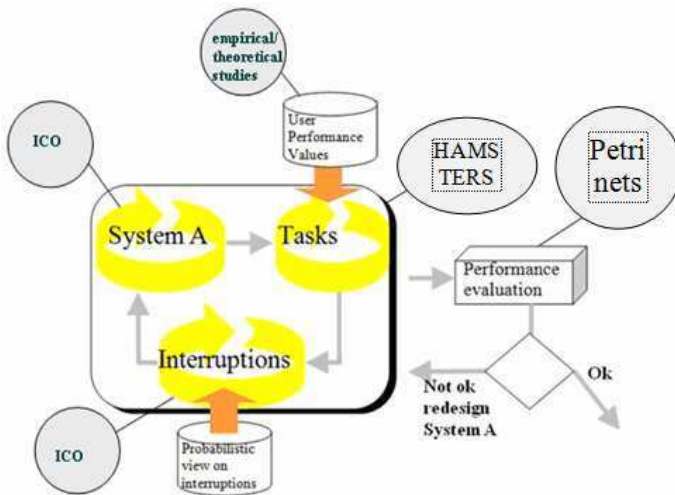 empirical/
theoretical
studies
ICO
User
Performance
Values
HAMS
TERS
Petri
nets
System A
Tasks
Performance
evaluation
Interruptions
Not ok
redesign
System A
Ok
ICO
Probabilistic
view on
interruptions